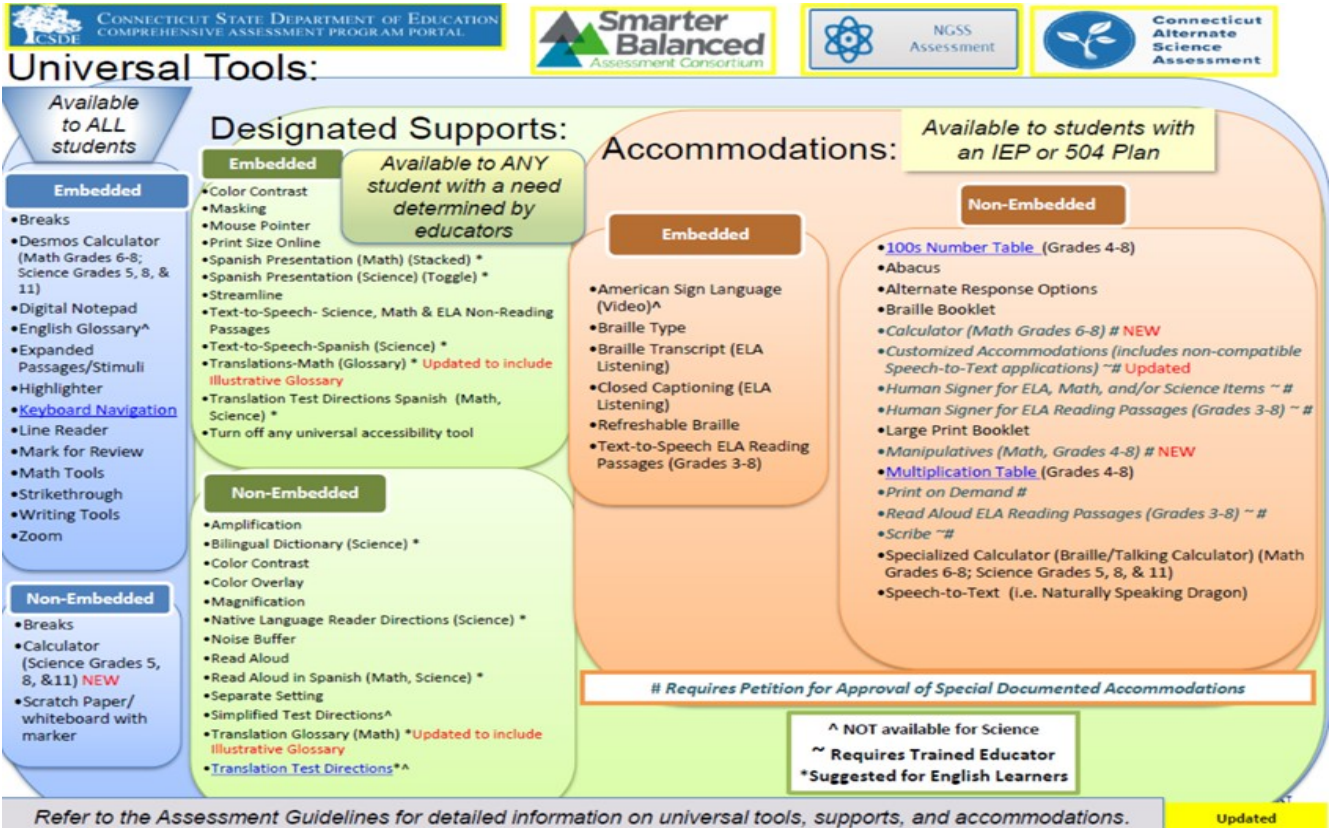 CONNECTICUT STATE DEPARTMENT OF EDUCATION
COMPREHENSIVE ASSESSMENT PROGRAM PORTAL
CSDE
Smarter
Balanced
Assessment Consortium
NGSS
Assessment
Connecticut
Alternate
Science
Assessment
Universal Tools:
Available
to ALL
students
Embedded
•Breaks
•Desmos Calculator
(Math Grades 6-8;
Science Grades 5, 8, &
11)
•Digital Notepad
•English Glossary^
•Expanded
Passages/Stimuli
•Highlighter
•Keyboard Navigation
•Line Reader
•Mark for Review
•Math Tools
•Strikethrough
•Writing Tools
•Zoom
Non-Embedded
•Breaks
•Calculator
(Science Grades 5,
8, &11) NEW
•Scratch Paper/
whiteboard with
marker
Designated Supports:
Embedded
Available to ANY
student with a need
determined by
educators
•Color Contrast
•Masking
•Mouse Pointer
•Print Size Online
•Spanish Presentation (Math) (Stacked) *
•Spanish Presentation (Science) (Toggle) *
•Streamline
•Text-to-Speech- Science, Math & ELA Non-Reading
Passages
•Text-to-Speech-Spanish (Science) *
•Translations-Math (Glossary) * Updated to include
Illustrative Glossary
•Translation Test Directions Spanish (Math,
Science) *
•Turn off any universal accessibility tool
Non-Embedded
•Amplification
•Bilingual Dictionary (Science) *
•Color Contrast
•Color Overlay
•Magnification
•Native Language Reader Directions (Science) *
•Noise Buffer
•Read Aloud
•Read Aloud in Spanish (Math, Science) *
•Separate Setting
•Simplified Test Directions^
•Translation Glossary (Math) *Updated to include
Illustrative Glossary
•Translation Test Directions*^
Accommodations:
Available to students with
an IEP or 504 Plan
Embedded
•American Sign Language
(Video)^
•Braille Type
•Braille Transcript (ELA
Listening)
•Closed Captioning (ELA
Listening)
•Refreshable Braille
•Text-to-Speech ELA Reading
Passages (Grades 3-8)
Non-Embedded
•100s Number Table (Grades 4-8)
•Abacus
•Alternate Response Options
•Braille Booklet
•Calculator (Math Grades 6-8) # NEW
•Customized Accommodations (includes non-compatible
Speech-to-Text applications) ~# Updated
•Human Signer for ELA, Math, and/or Science Items ~ #
•Human Signer for ELA Reading Passages (Grades 3-8) ~ #
•Large Print Booklet
•Manipulatives (Math, Grades 4-8) # NEW
•Multiplication Table (Grades 4-8)
•Print on Demand #
•Read Aloud ELA Reading Passages (Grades 3-8) ~ #
•Scribe ~#
•Specialized Calculator (Braille/Talking Calculator) (Math
Grades 6-8; Science Grades 5, 8, & 11)
•Speech-to-Text (i.e. Naturally Speaking Dragon)
# Requires Petition for Approval of Special Documented Accommodations
^ NOT available for Science
~ Requires Trained Educator
*Suggested for English Learners
Refer to the Assessment Guidelines for detailed information on universal tools, supports, and accommodations.
Updated